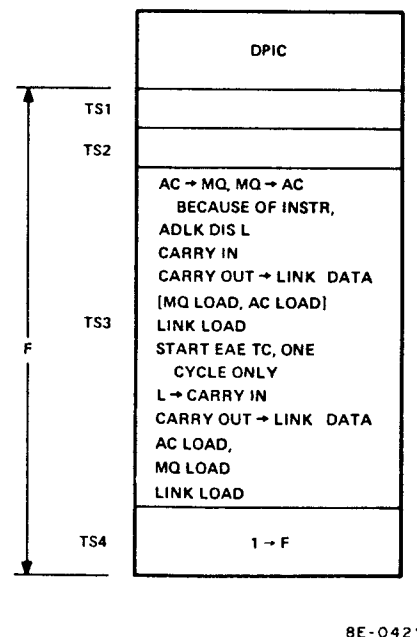 DPIC
TS1
TS2
AC → MQ, MQ → AC
BECAUSE OF INSTR,
ADLK DIS L
CARRY IN
CARRY OUT → LINK DATA
[MQ LOAD, AC LOAD]
TS3
LINK LOAD
F
START EAE TC, ONE
CYCLE ONLY
L → CARRY IN
CARRY OUT → LINK DATA
AC LOAD,
MQ LOAD
LINK LOAD
TS4
1 → F
8E-042